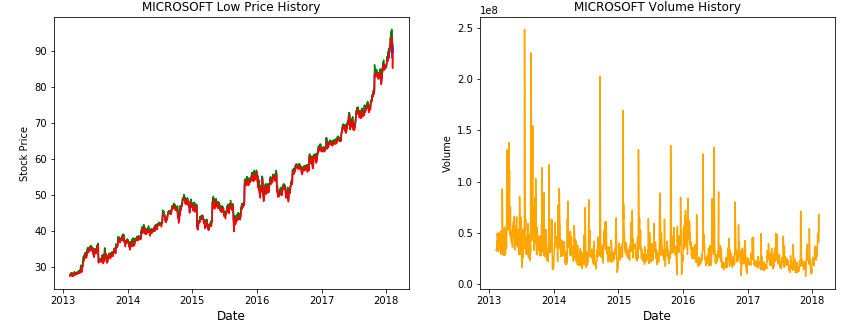 MICROSOFT Low Price History
90
80
70
60
50
40
30
Stock Price
2013 2014 2015 2016 2017 2018
Date
MICROSOFT Volume History
1e8
2.5
2.0
1.5
1.0
0.5
0.0
Volume
2013 2014 2015 2016 2017 2018
Date